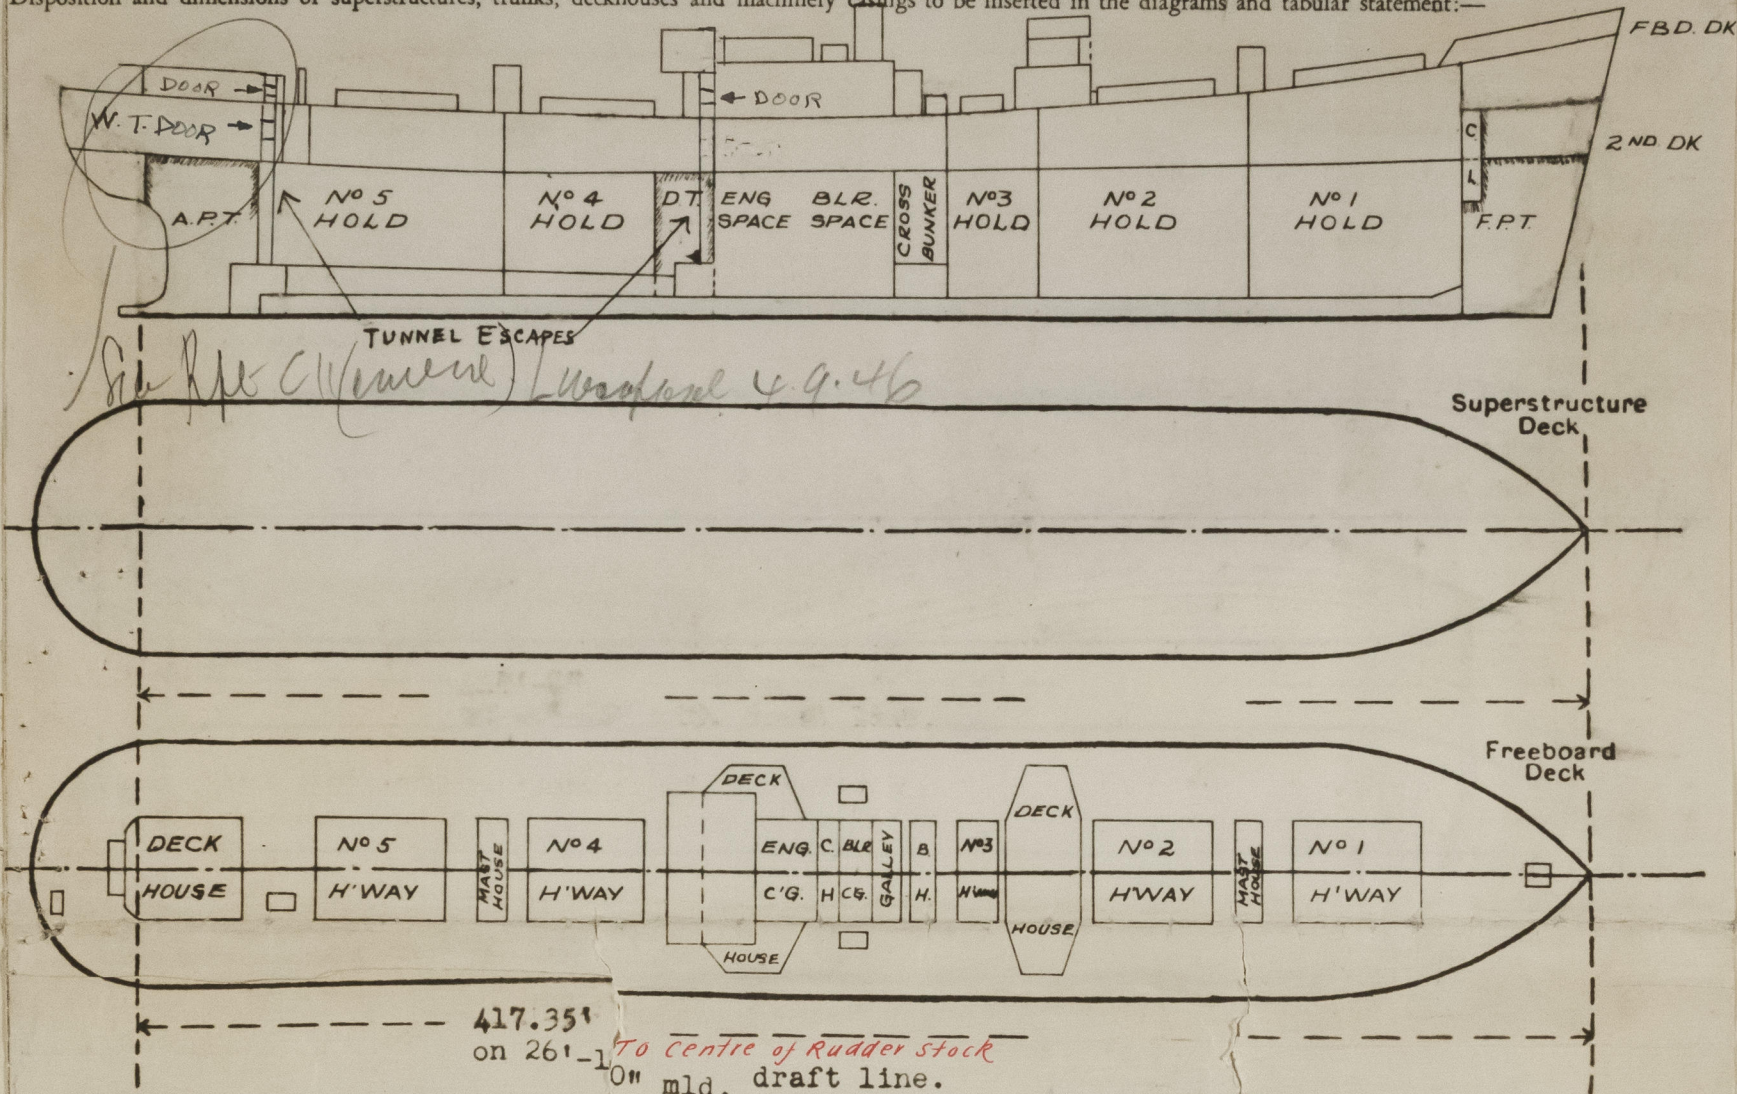 Disposition and dimensions of superstructures, trunks, deckhouses and machinery casings to be inserted in the diagrams and tabular statement:—
FBD. DK
DOOR
DOOR
W.T. DOOR
C
L
2ND DK
A.P.T.
No 5
HOLD
No 4
HOLD
D.T.
ENG
SPACE
BLR.
SPACE
CROSS
BUNKER
No3
HOLD
No 2
HOLD
No 1
HOLD
F.P.T.
TUNNEL ESCAPES
Liverpool 4.9.46
Superstructure
Deck
Freeboard
Deck
DECK
HOUSE
No 5
H'WAY
MAST
HOUSE
No 4
H'WAY
DECK
HOUSE
ENG.
C'G.
C.
H
BLR
CG.
GALLEY
B.
H.
No3
DECK
HOUSE
No 2
H'WAY
MAST
HOUSE
No 1
H'WAY
417.35'
on 26'-10" mld. draft line.
To Centre of Rudder Stock